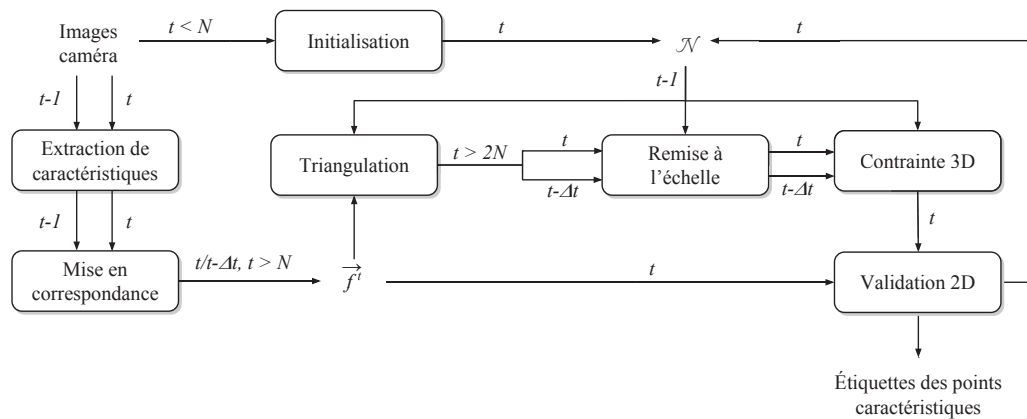 Images
caméra
t < N
Initialisation
t
𝒩
t
t-1
t
t-1
Extraction de
caractéristiques
Triangulation
t > 2N
t
t-Δt
Remise à
l'échelle
t
t-Δt
Contrainte 3D
t-1
t
t
Mise en
correspondance
t/t-Δt, t > N
f⃗ᵗ
t
Validation 2D
Étiquettes des points
caractéristiques